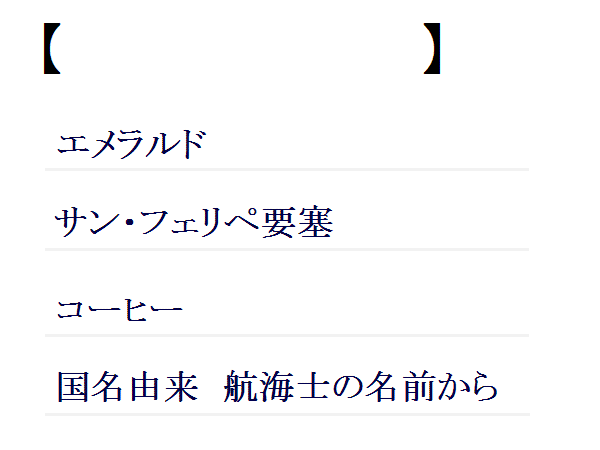 【　　　　　　　　　　】
エメラルド
サン・フェリペ要塞
コーヒー
国名由来　航海士の名前から